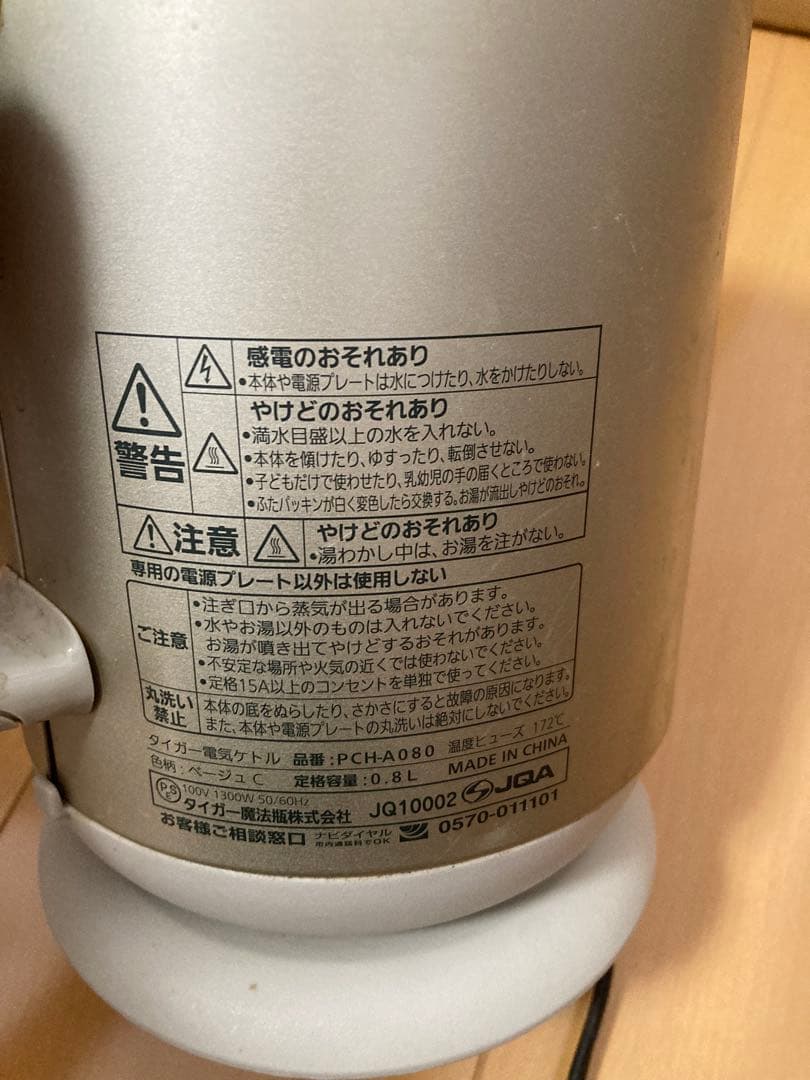 警告
感電のおそれあり
•本体や電源プレートは水につけたり、水をかけたりしない。
やけどのおそれあり
•満水目盛以上の水を入れない。
•本体を傾けたり、ゆすったり、転倒させない。
•子どもだけで使わせたり、乳幼児の手の届くところで使わない。
•ふたパッキンが白く変色したら交換する。お湯が流出しやけどのおそれ。
注意
やけどのおそれあり
•湯わかし中は、お湯を注がない。
専用の電源プレート以外は使用しない
ご注意
•注ぎ口から蒸気が出る場合があります。
•水やお湯以外のものは入れないでください。
お湯が噴き出てやけどするおそれがあります。
•不安定な場所や火気の近くでは使わないでください。
•定格15A以上のコンセントを単独で使ってください。
丸洗い
禁止
本体の底をぬらしたり、さかさにすると故障の原因になります。
また、本体や電源プレートの丸洗いは絶対にしないでください。
タイガー電気ケトル 品番:PCH-A080 温度ヒューズ 172℃
色柄:ベージュ C 定格容量:0.8L MADE IN CHINA
PSE 100V 1300W 50/60Hz
タイガー魔法瓶株式会社 JQ10002 JQA
お客様ご相談窓口 ナビダイヤル 0570-011101
市内通話料でOK